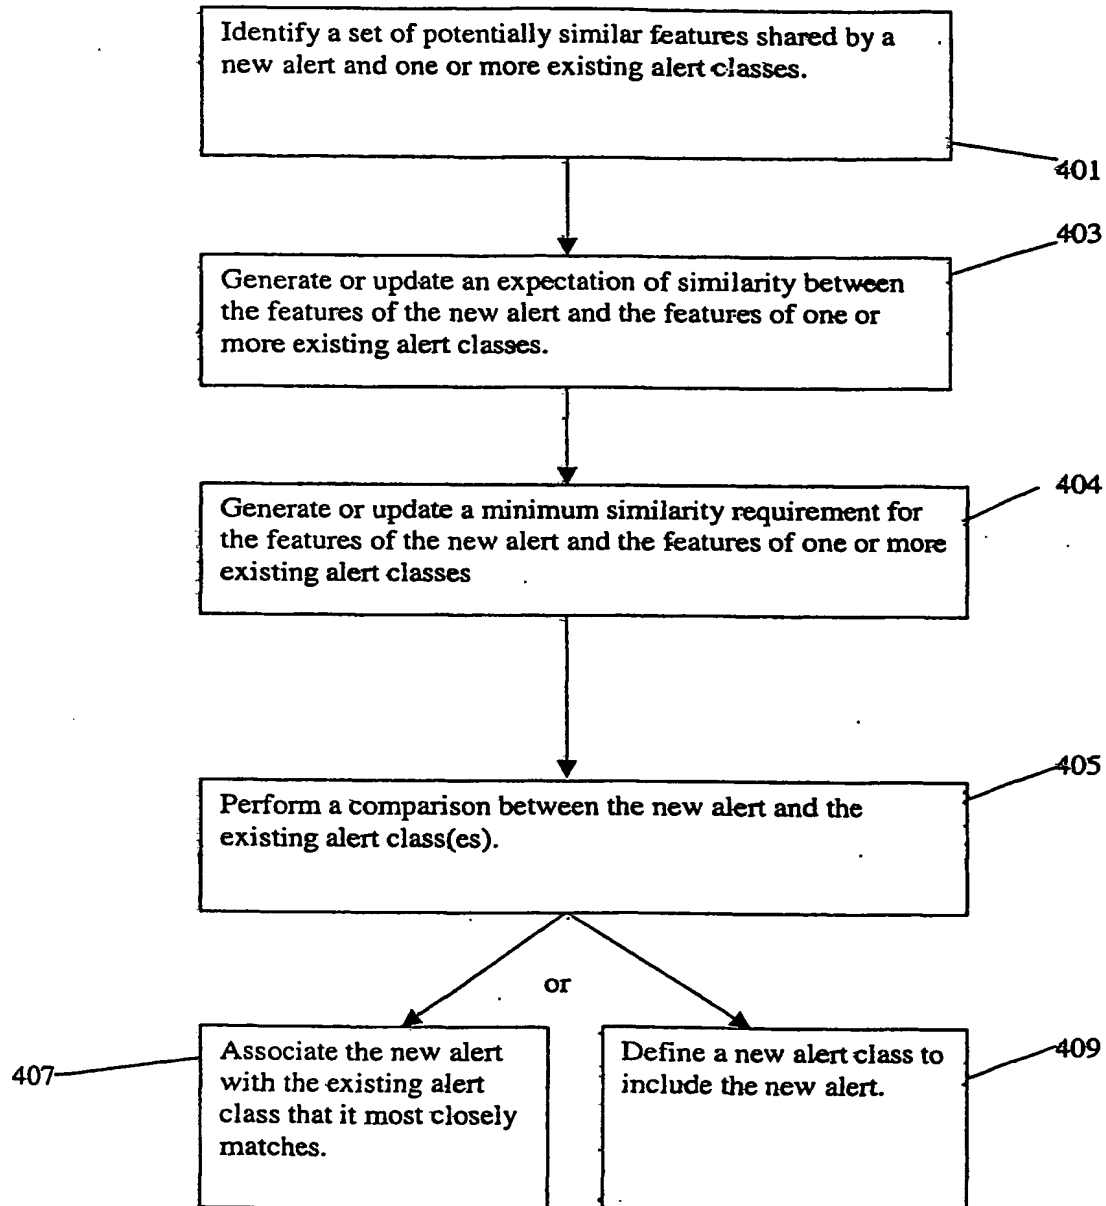 Identify a set of potentially similar features shared by a
new alert and one or more existing alert classes.
401
403
Generate or update an expectation of similarity between
the features of the new alert and the features of one or
more existing alert classes.
404
Generate or update a minimum similarity requirement for
the features of the new alert and the features of one or more
existing alert classes
405
Perform a comparison between the new alert and the
existing alert class(es).
or
407
Associate the new alert
with the existing alert
class that it most closely
matches.
Define a new alert class to
include the new alert.
409